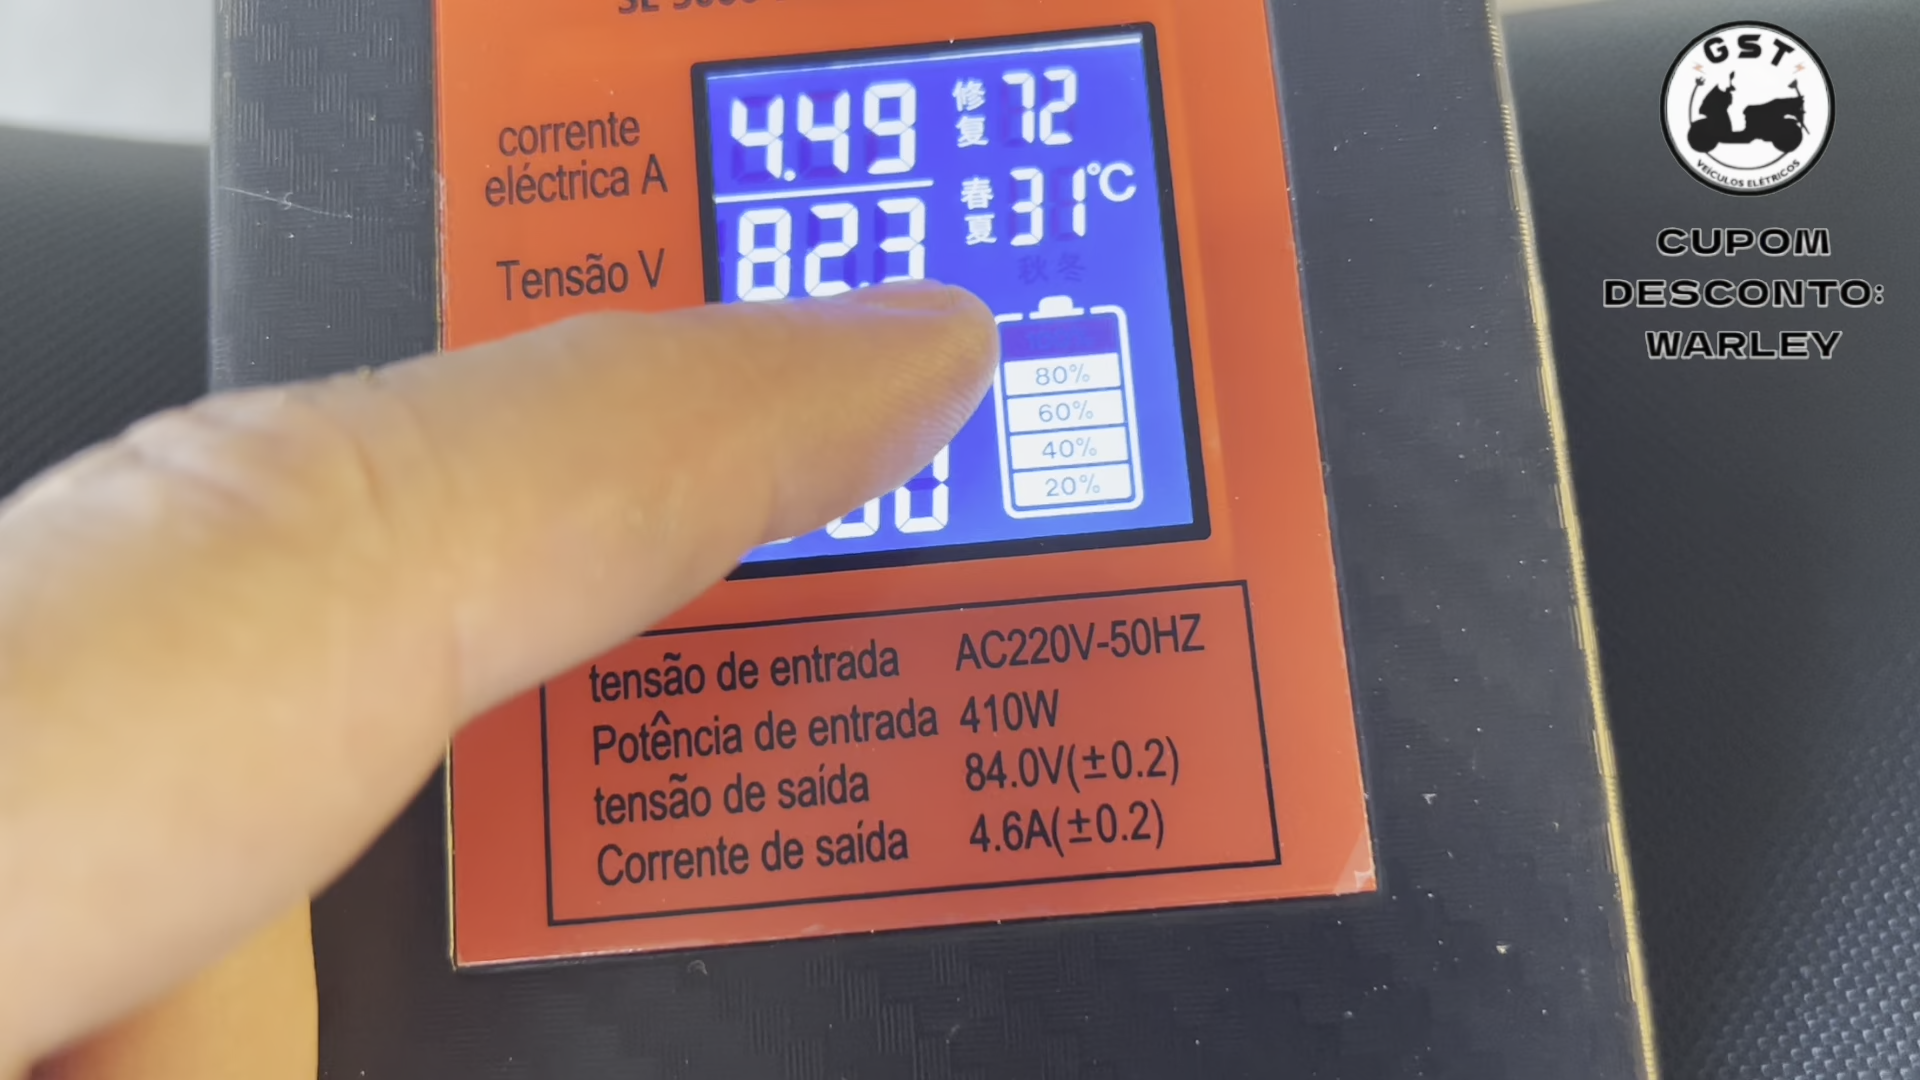 corrente
eléctrica A
4.49
修复
72
春夏
31°C
Tensão V
82.3
秋冬
80%
60%
40%
20%
tensão de entrada AC220V-50HZ
Potência de entrada 410W
tensão de saída 84.0V(±0.2)
Corrente de saída 4.6A(±0.2)
GST
VEÍCULOS ELÉTRICOS
CUPOM
DESCONTO:
WARLEY